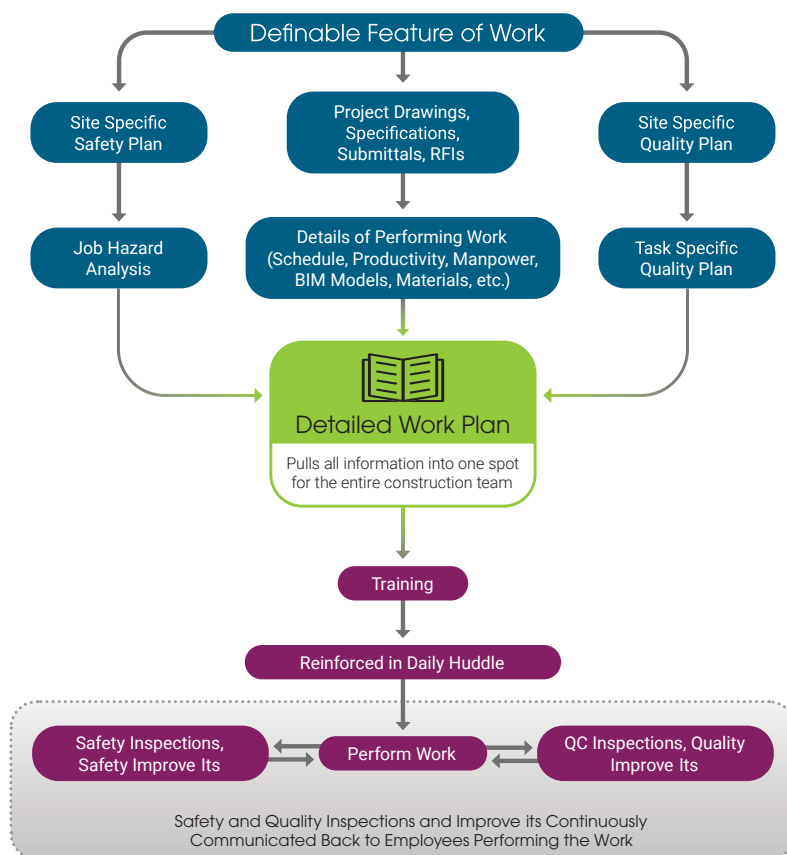 Definable Feature of Work
Site Specific
Safety Plan
Project Drawings,
Specifications,
Submittals, RFIs
Site Specific
Quality Plan
Job Hazard
Analysis
Details of Performing Work
(Schedule, Productivity, Manpower,
BIM Models, Materials, etc.)
Task Specific
Quality Plan
Detailed Work Plan
Pulls all information into one spot
for the entire construction team
Training
Reinforced in Daily Huddle
Safety Inspections,
Safety Improve Its
Perform Work
QC Inspections, Quality
Improve Its
Safety and Quality Inspections and Improve its Continuously
Communicated Back to Employees Performing the Work